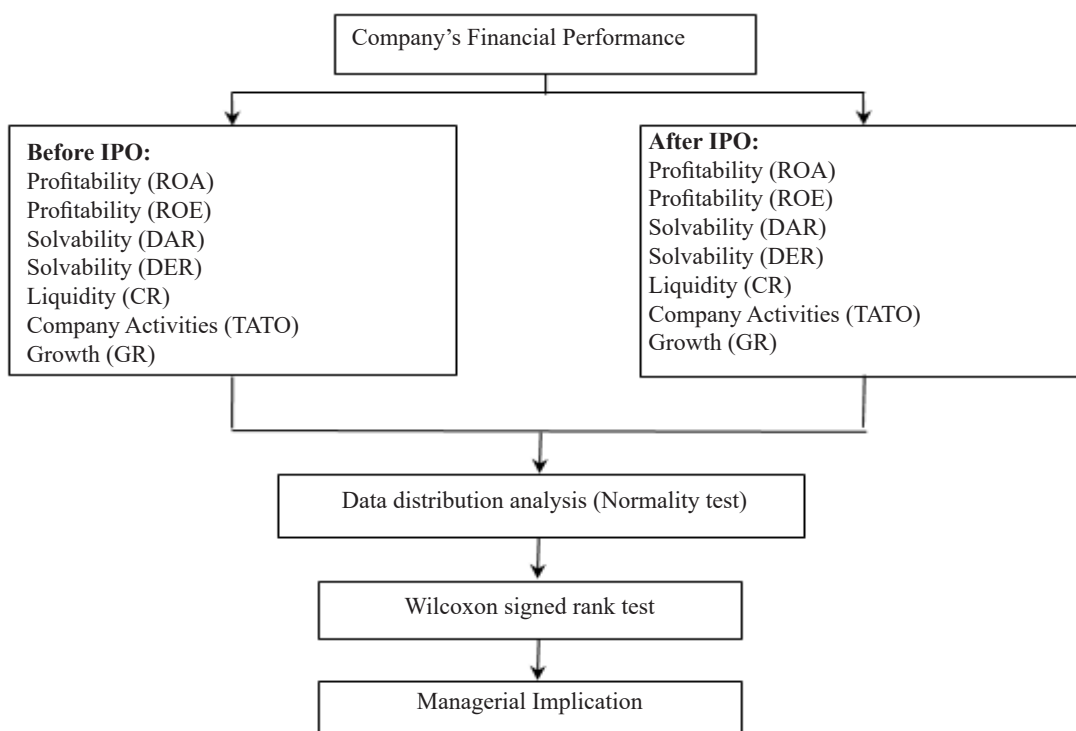 Company's Financial Performance
Before IPO:
Profitability (ROA)
Profitability (ROE)
Solvability (DAR)
Solvability (DER)
Liquidity (CR)
Company Activities (TATO)
Growth (GR)
After IPO:
Profitability (ROA)
Profitability (ROE)
Solvability (DAR)
Solvability (DER)
Liquidity (CR)
Company Activities (TATO)
Growth (GR)
Data distribution analysis (Normality test)
Wilcoxon signed rank test
Managerial Implication